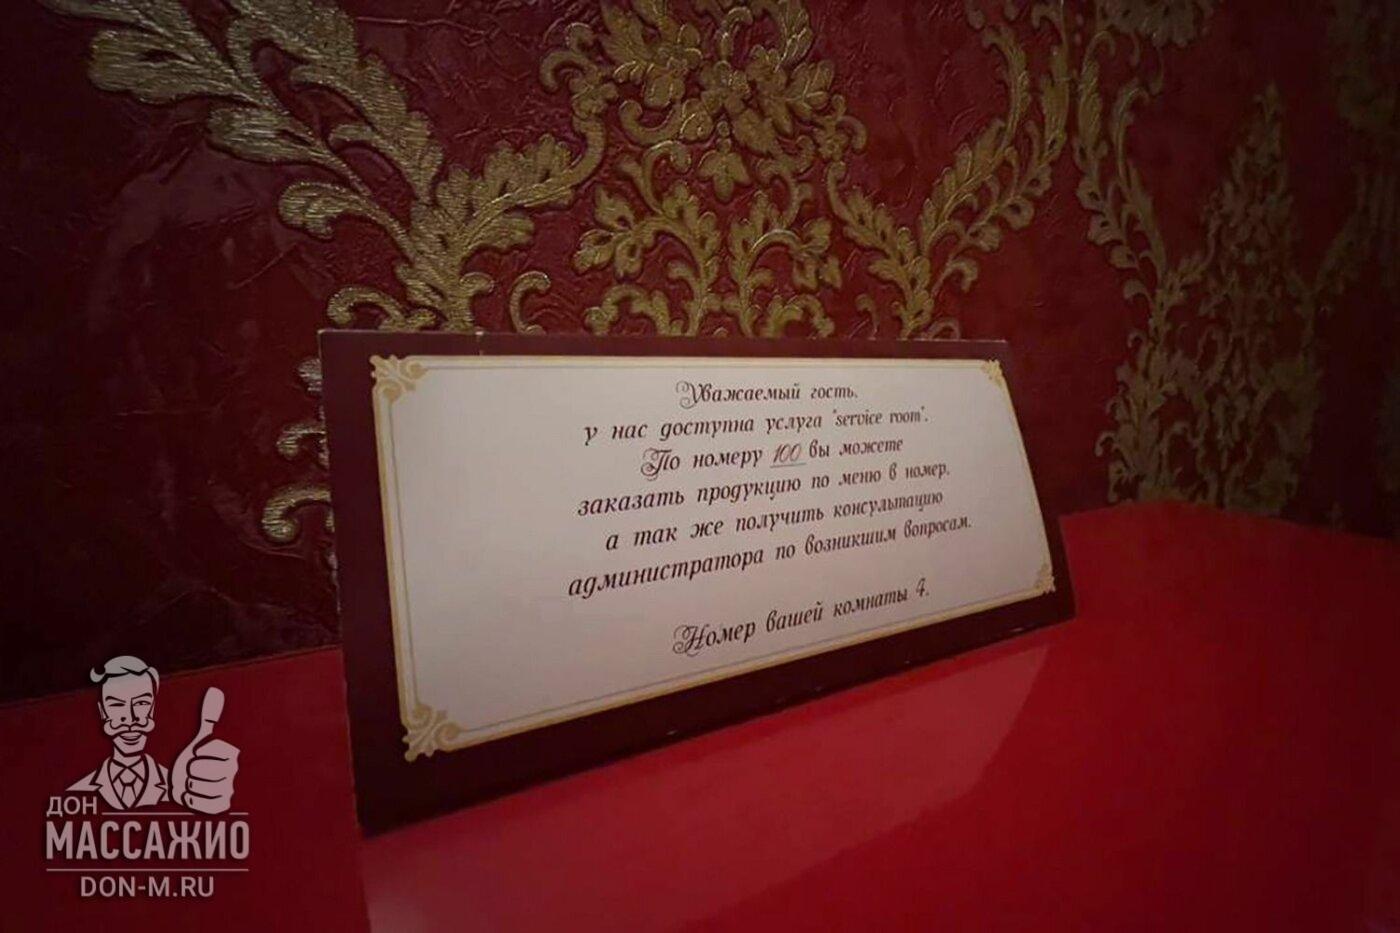 Уважаемый гость,
у нас доступна услуга "service room".
По номеру 100 вы можете
заказать продукцию по меню в номер,
а так же получить консультацию
администратора по возникшим вопросам.
Номер вашей комнаты 4.
ДОН
МАССАЖИО
DON-M.RU